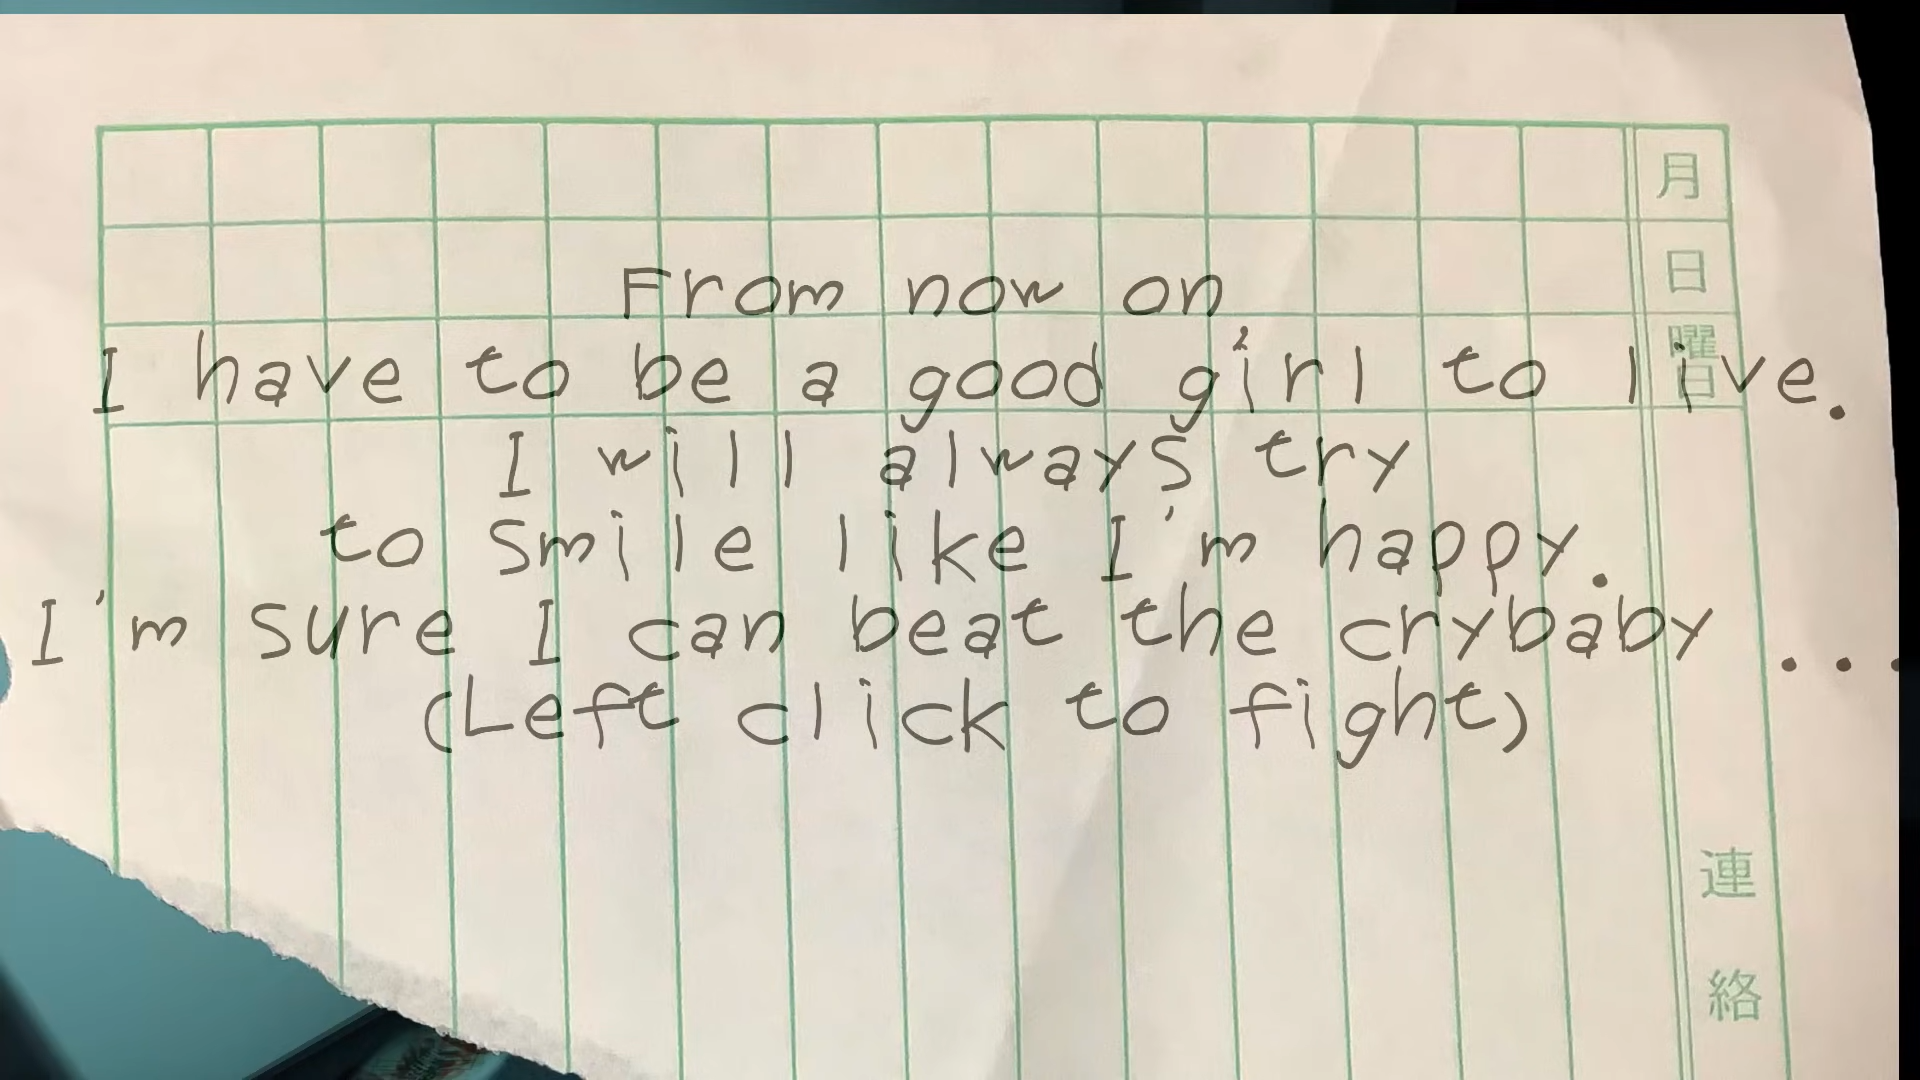 From now on
I have to be a good girl to live.
I will always try
to smile like I'm happy.
I'm sure I can beat the crybaby ...
(Left click to fight)
月
日
曜日
連絡